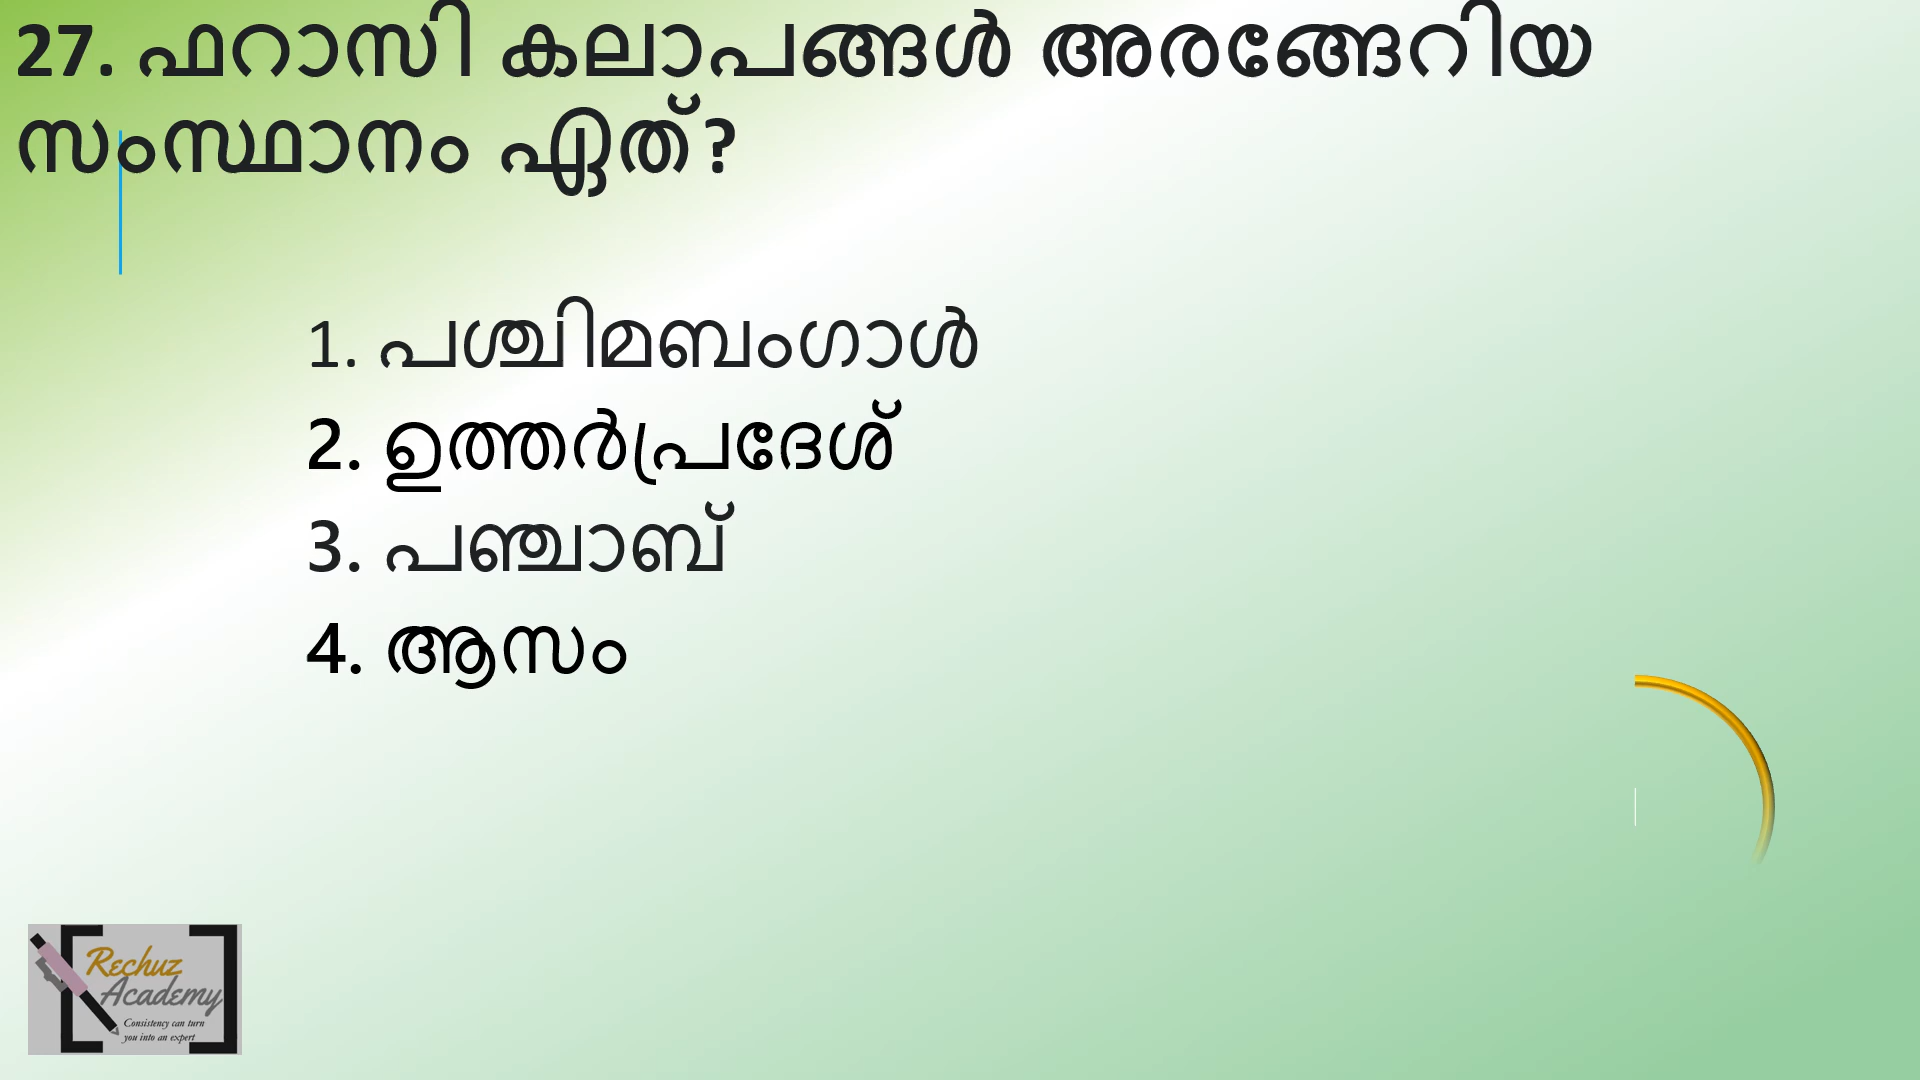 27. ഫറാസി കലാപങ്ങൾ അരങ്ങേറിയ
സംസ്ഥാനം ഏത്?
1. പശ്ചിമബംഗാൾ
2. ഉത്തർപ്രദേശ്
3. പഞ്ചാബ്
4. ആസം
Rechuz
Academy
Consistency can turn
you into an expert